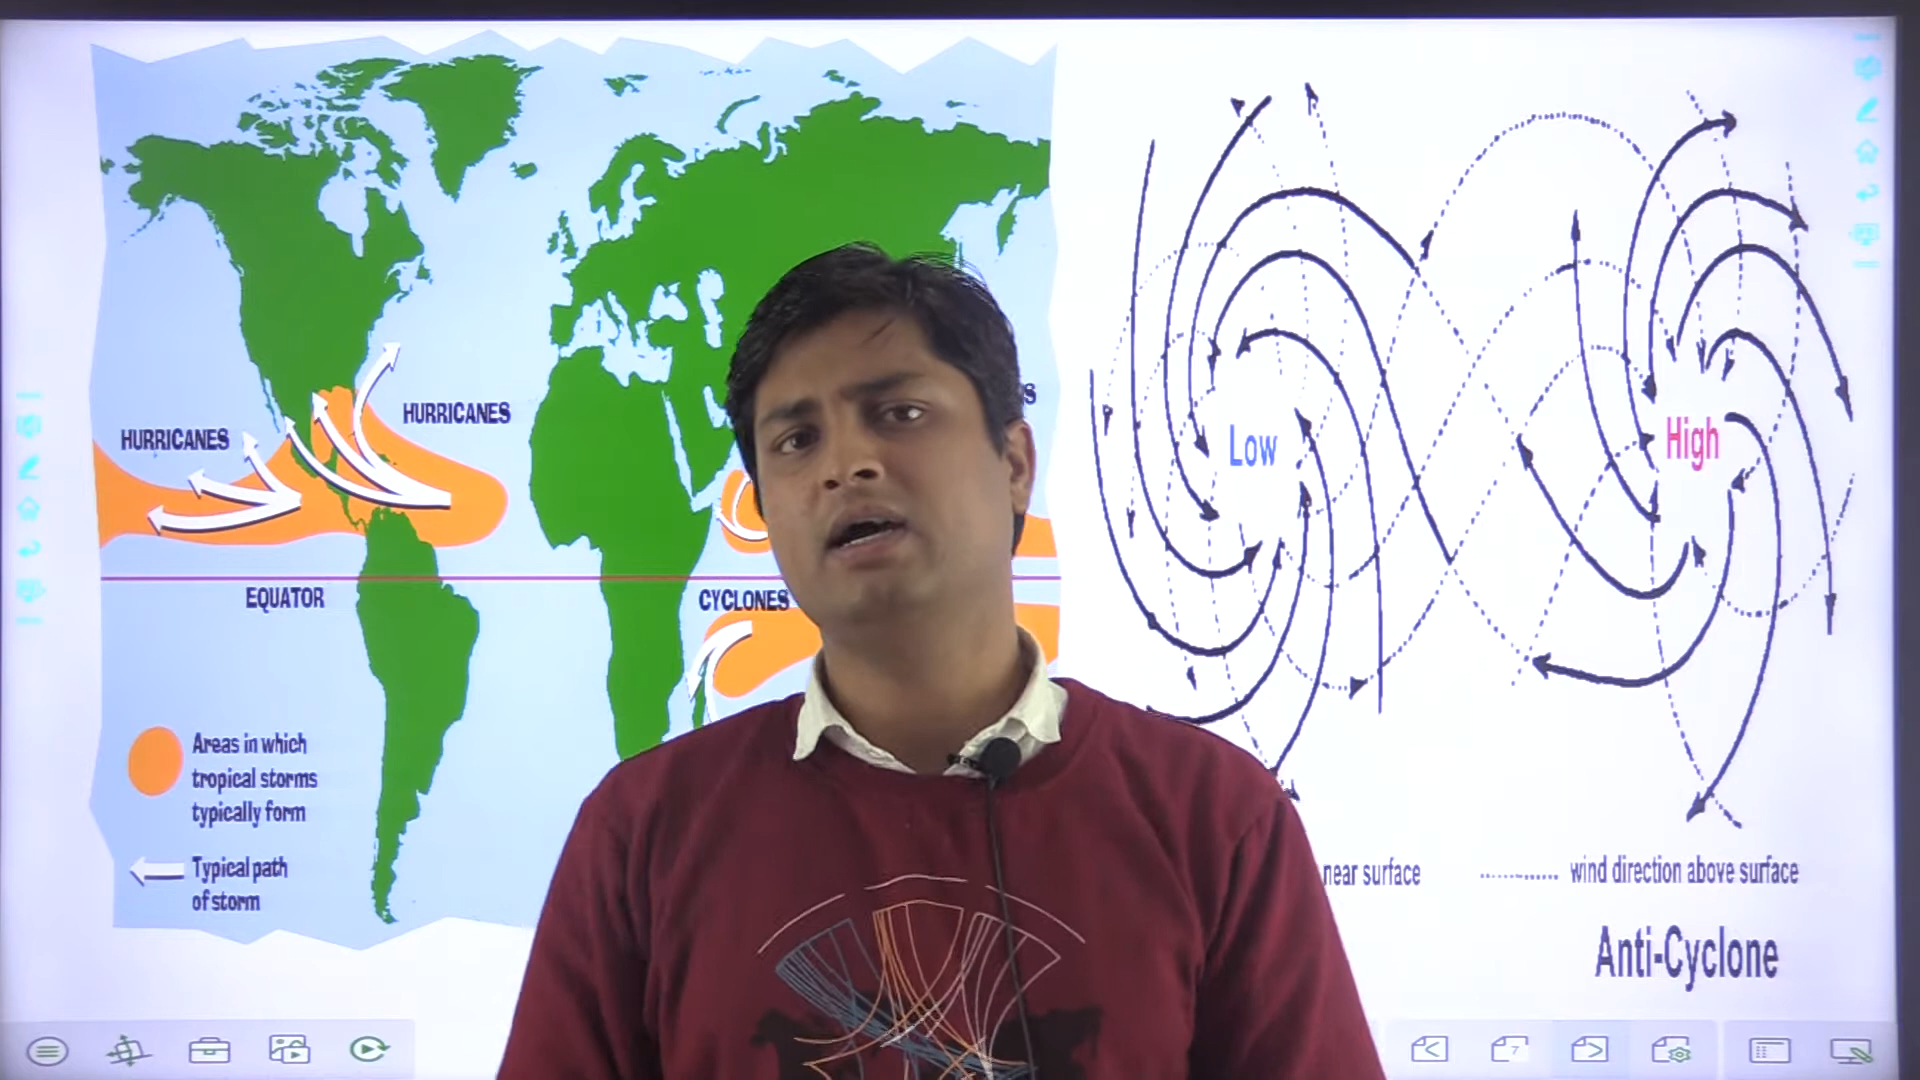 HURRICANES
HURRICANES
EQUATOR
CYCLONES
Areas in which
tropical storms
typically form
Typical path
of storm
Low
High
near surface
wind direction above surface
Anti-Cyclone
7